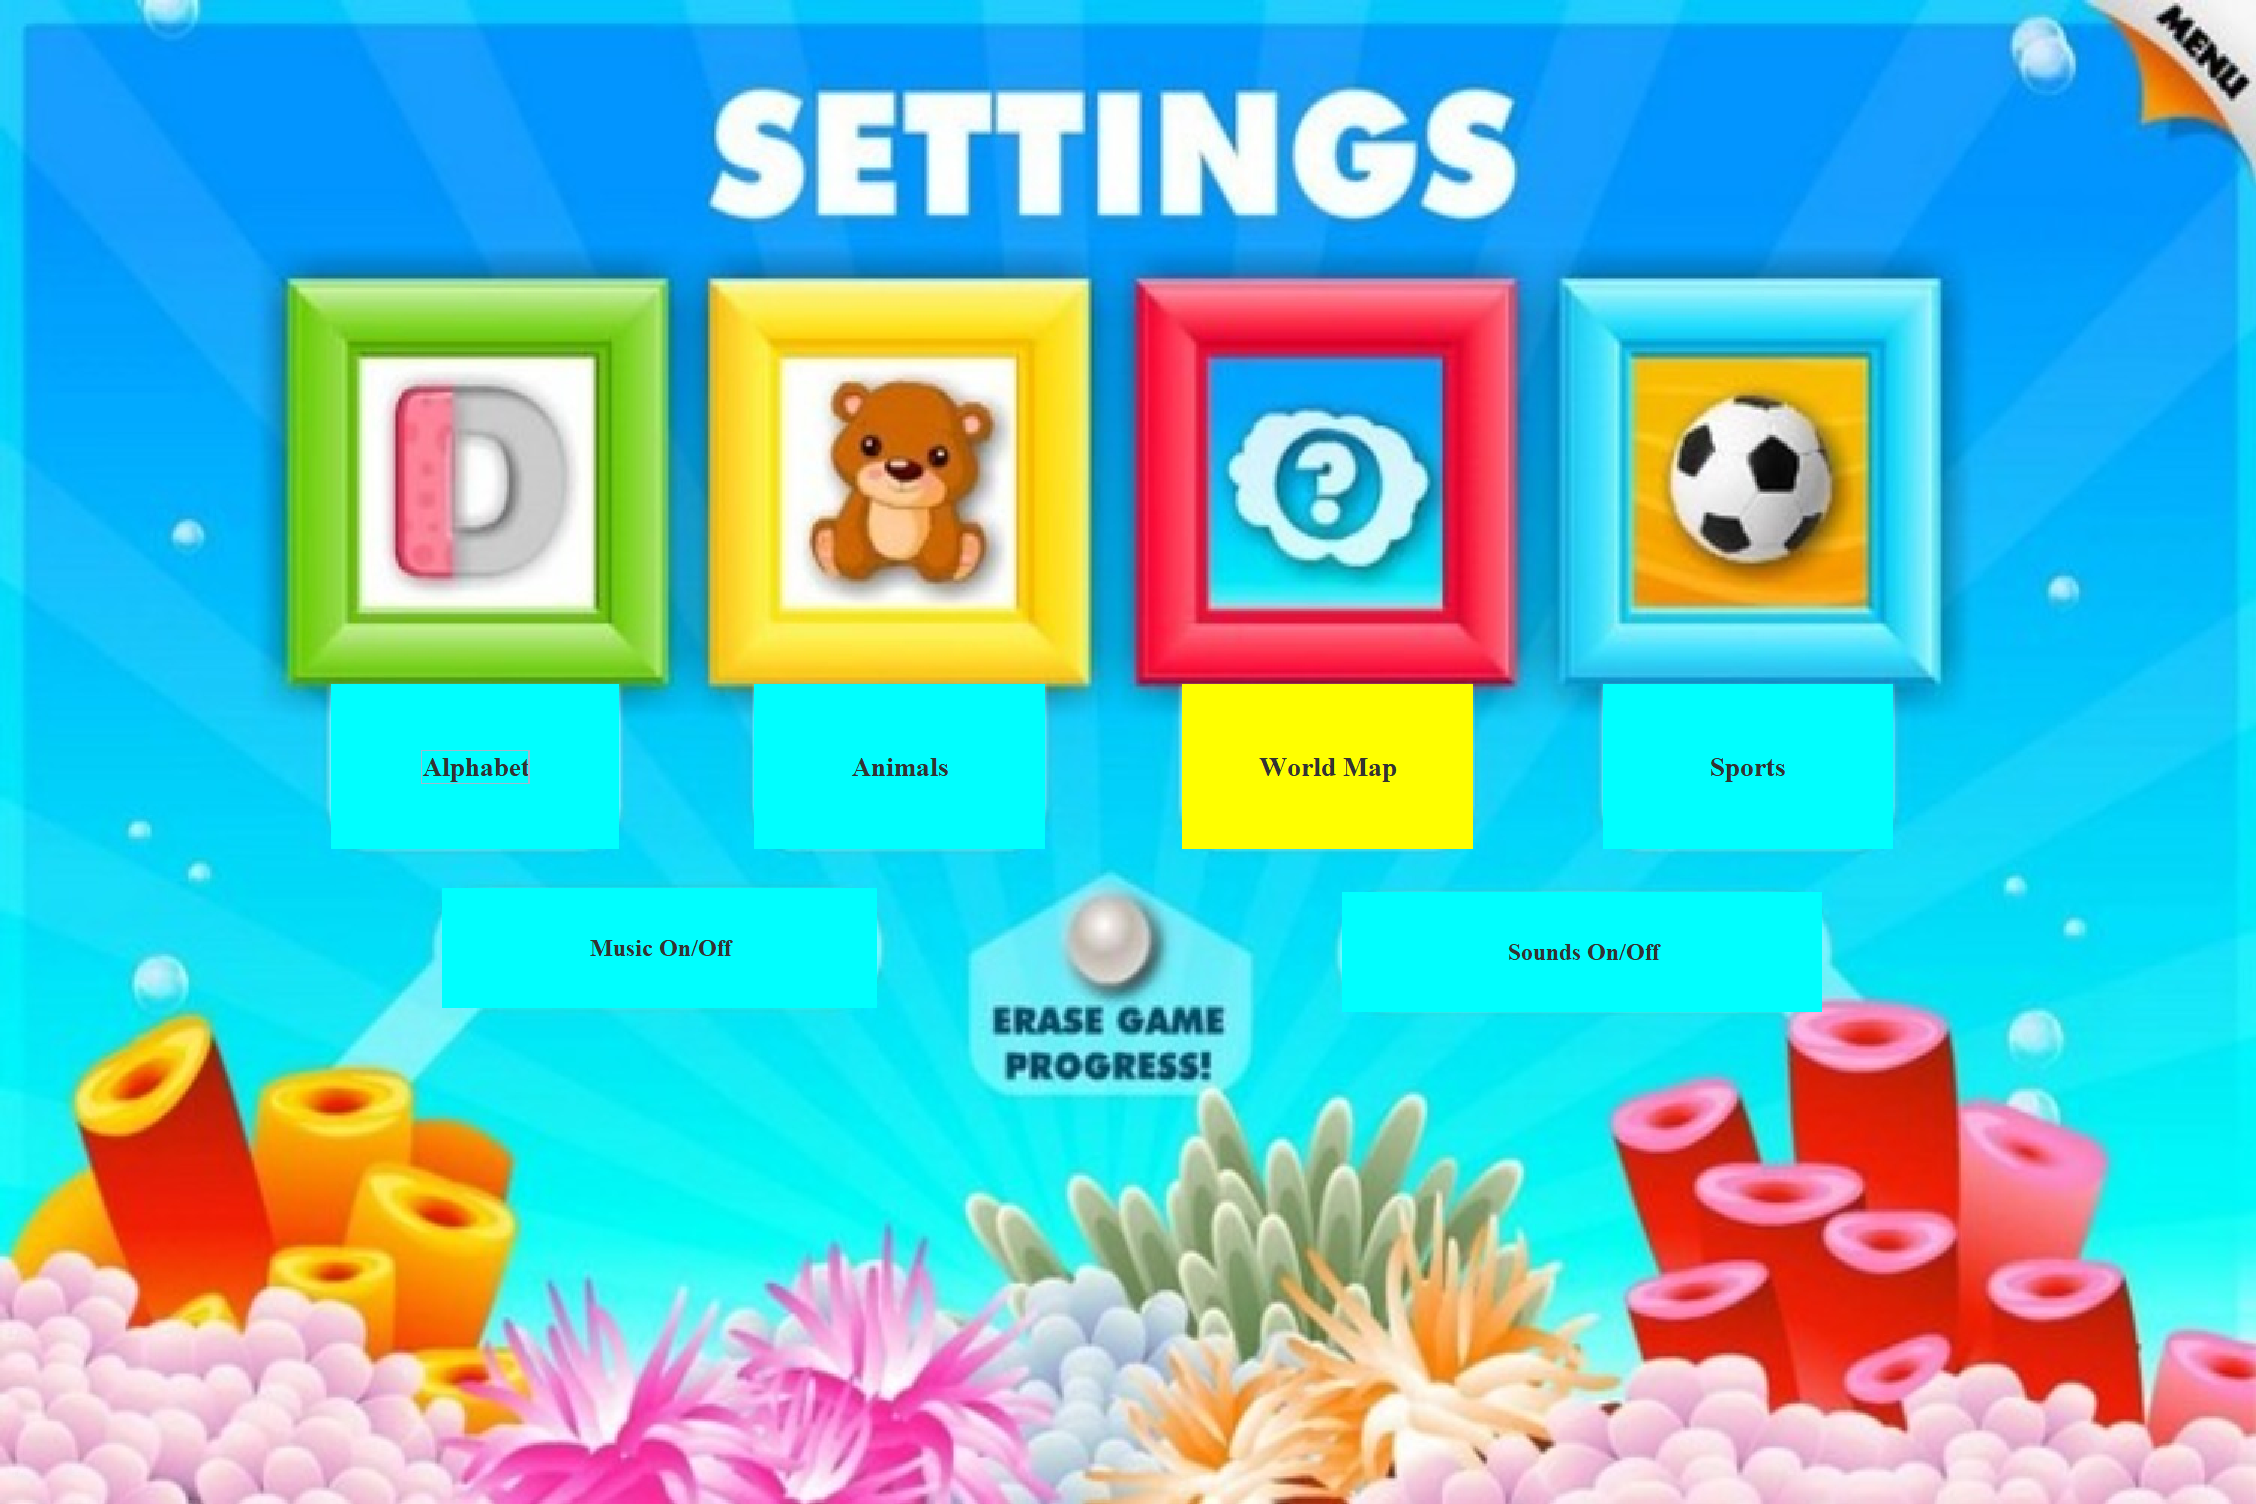 MENU
SETTINGS
D
?
Alphabet
Animals
World Map
Sports
Music On/Off
Sounds On/Off
ERASE GAME
PROGRESS!